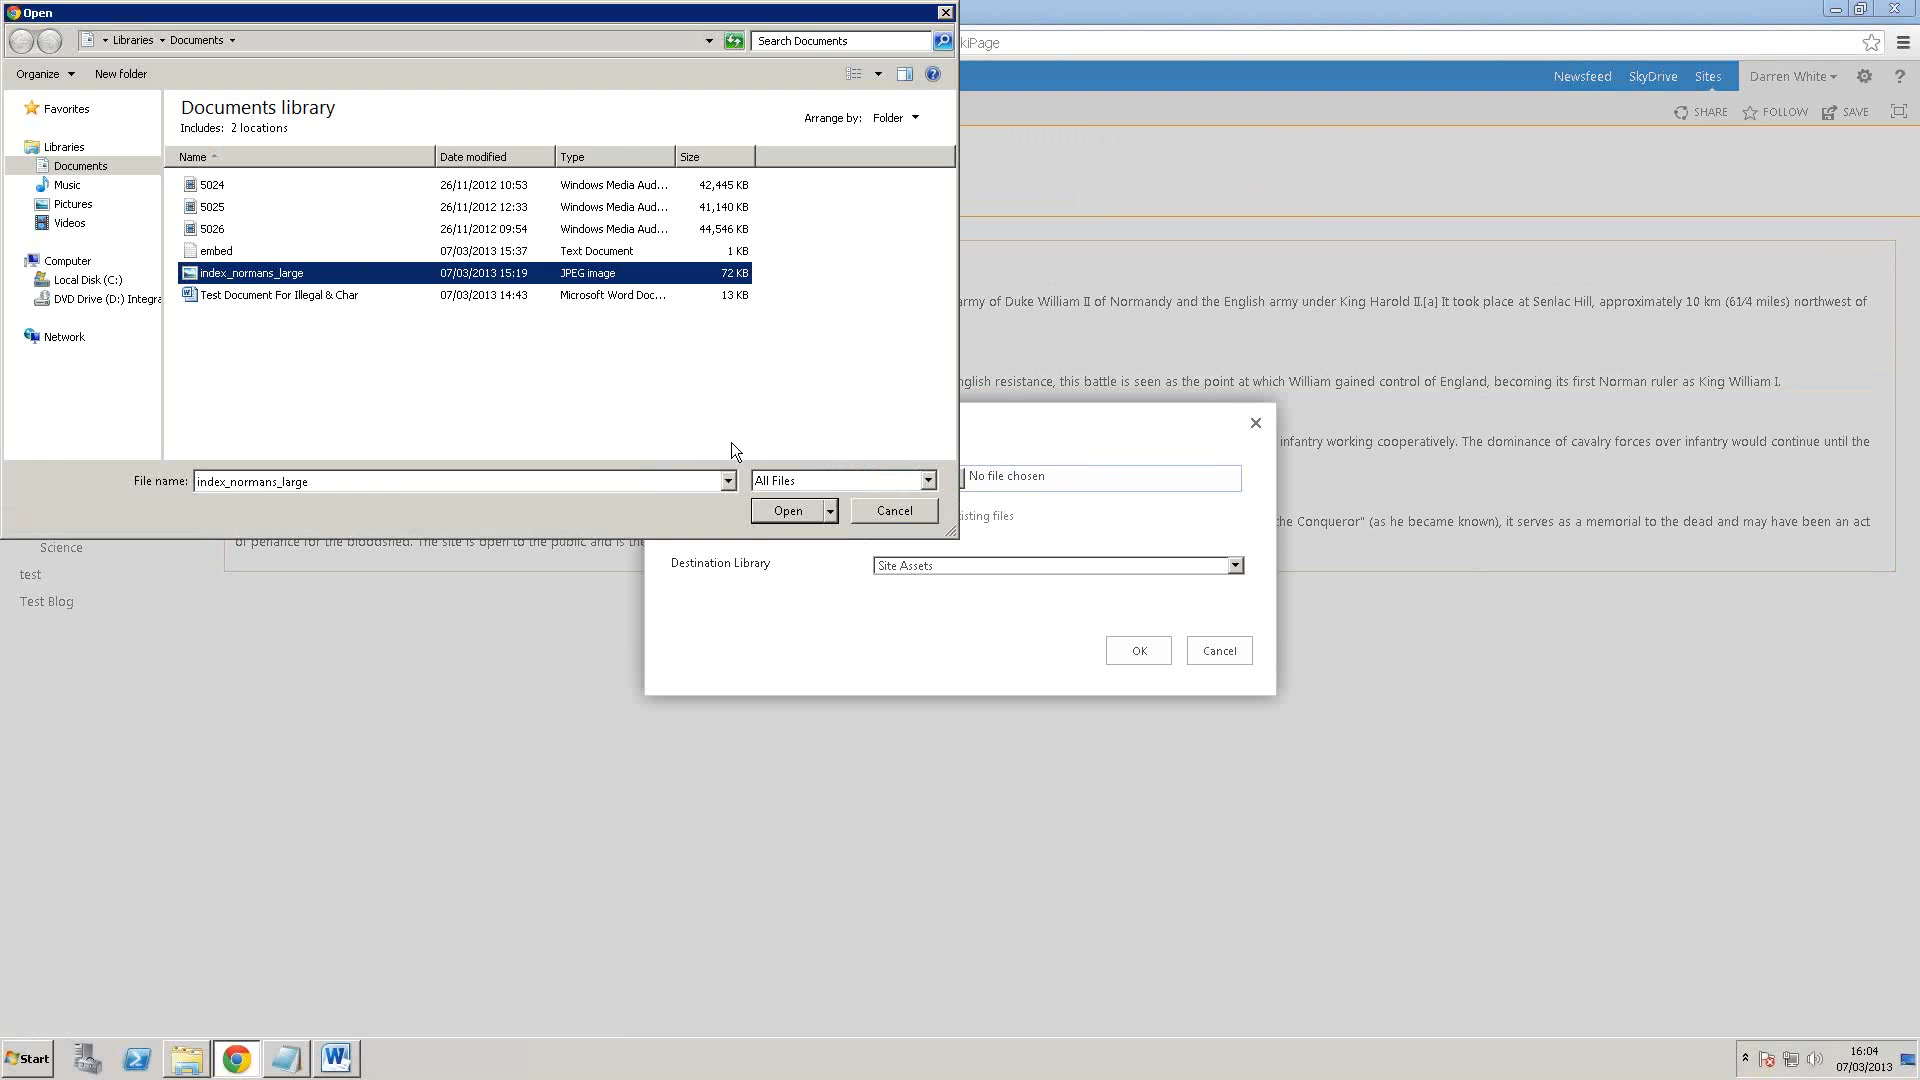 Open
Libraries Documents
Search Documents
kiPage
Organize New folder
Newsfeed SkyDrive Sites Darren White
SHARE FOLLOW SAVE
Favorites
Libraries
Documents
Music
Pictures
Videos
Computer
Local Disk (C:)
DVD Drive (D:) Integra
Network
Documents library
Includes: 2 locations
Arrange by: Folder
Name Date modified Type Size
5024 26/11/2012 10:53 Windows Media Aud... 42,445 KB
5025 26/11/2012 12:33 Windows Media Aud... 41,140 KB
5026 26/11/2012 09:54 Windows Media Aud... 44,546 KB
embed 07/03/2013 15:37 Text Document 1 KB
index_normans_large 07/03/2013 15:19 JPEG image 72 KB
Test Document For Illegal & Char 07/03/2013 14:43 Microsoft Word Doc... 13 KB
File name: index_normans_large All Files
Open Cancel
army of Duke William II of Normandy and the English army under King Harold II.[a] It took place at Senlac Hill, approximately 10 km (61⁄4 miles) northwest of
nglish resistance, this battle is seen as the point at which William gained control of England, becoming its first Norman ruler as King William I.
infantry working cooperatively. The dominance of cavalry forces over infantry would continue until the
the Conqueror" (as he became known), it serves as a memorial to the dead and may have been an act
of penance for the bloodshed. The site is open to the public and is the
No file chosen
isting files
Destination Library Site Assets
OK Cancel
Science
test
Test Blog
Start
16:04
07/03/2013